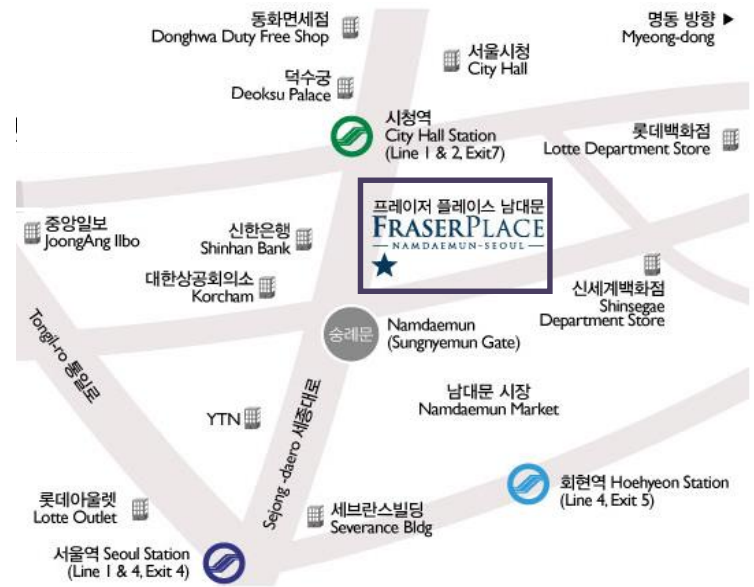 동화면세점
Donghwa Duty Free Shop
명동 방향 ▶
Myeong-dong
서울시청
City Hall
덕수궁
Deoksu Palace
시청역
City Hall Station
(Line 1 & 2, Exit7)
롯데백화점
Lotte Department Store
프레이저 플레이스 남대문
FRASER PLACE
NAMDAEMUN-SEOUL
중앙일보
JoongAng Ilbo
신한은행
Shinhan Bank
대한상공회의소
Korcham
신세계백화점
Shinsegae
Department Store
숭례문
Namdaemun
(Sungnyemun Gate)
Tongil-ro 통일로
남대문 시장
Namdaemun Market
YTN
Sejong -daero 세종대로
회현역 Hoehyeon Station
(Line 4, Exit 5)
롯데아울렛
Lotte Outlet
세브란스빌딩
Severance Bldg
서울역 Seoul Station
(Line 1 & 4, Exit 4)